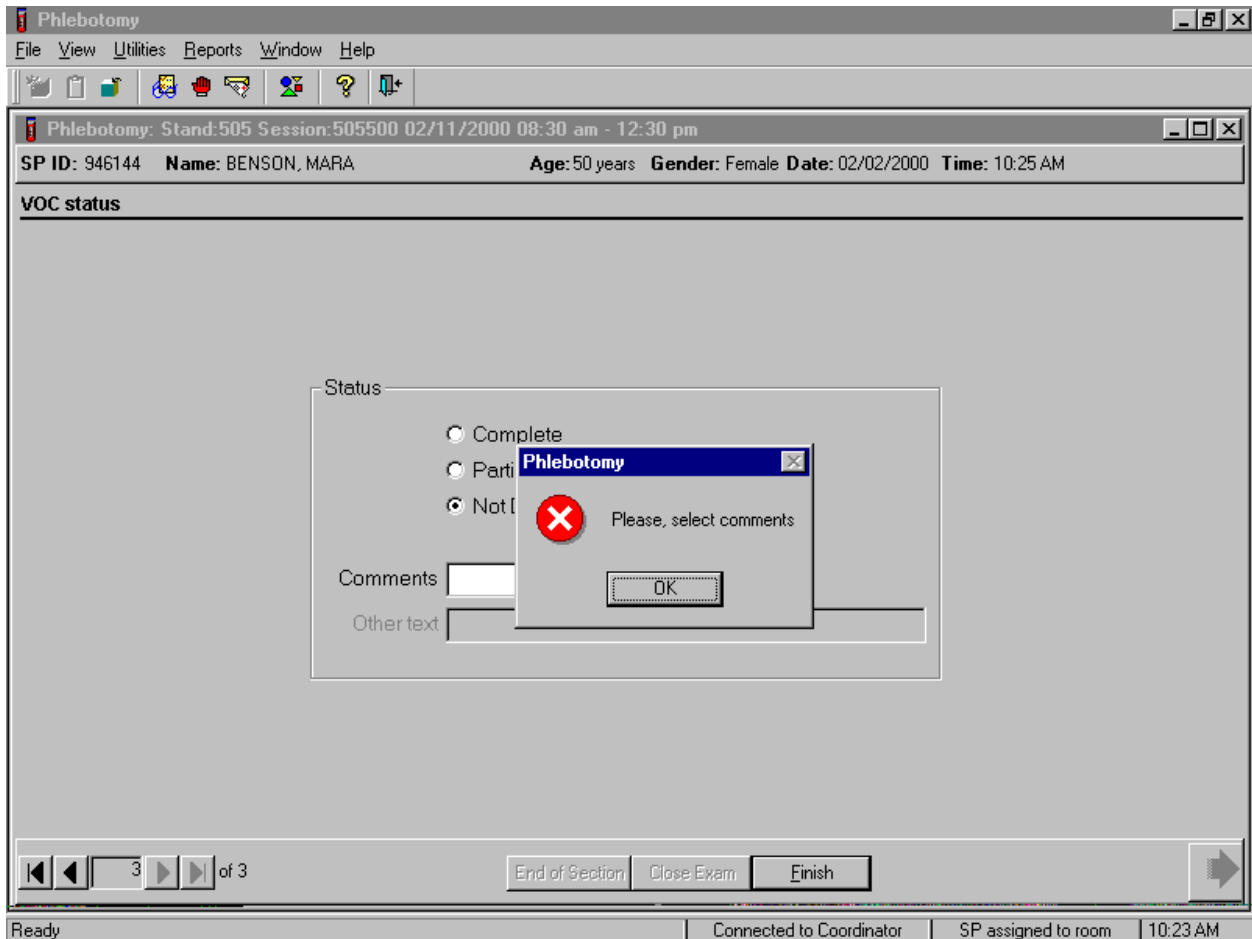 Phlebotomy
File View Utilities Reports Window Help
Phlebotomy: Stand:505 Session:505500 02/11/2000 08:30 am - 12:30 pm
SP ID: 946144 Name: BENSON, MARA Age: 50 years Gender: Female Date: 02/02/2000 Time: 10:25 AM
VOC status
Status
Complete
Parti
Not D
Phlebotomy
Please, select comments
OK
Comments
Other text
3 of 3
End of Section Close Exam Finish
Ready Connected to Coordinator SP assigned to room 10:23 AM